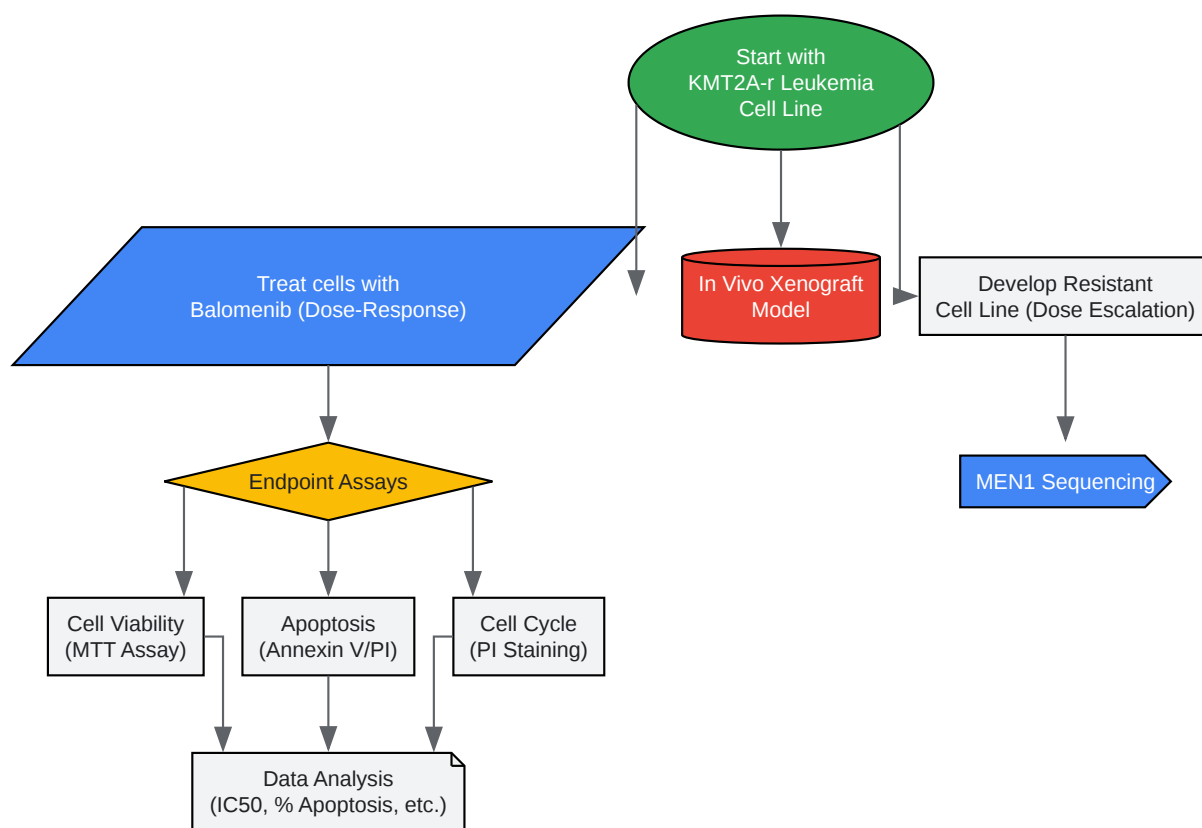 Start with
KMT2A-r Leukemia
Cell Line
Treat cells with
Balomenib (Dose-Response)
In Vivo Xenograft
Model
Develop Resistant
Cell Line (Dose Escalation)
Endpoint Assays
MEN1 Sequencing
Cell Viability
(MTT Assay)
Apoptosis
(Annexin V/PI)
Cell Cycle
(PI Staining)
Data Analysis
(IC50, % Apoptosis, etc.)